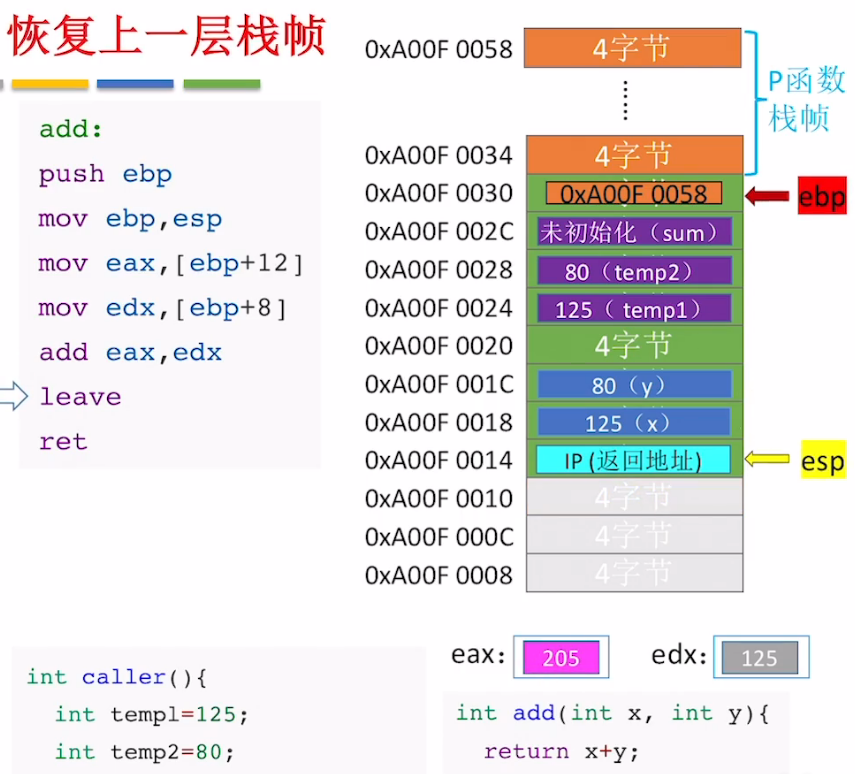 恢复上一层栈帧
add:
push ebp
mov ebp,esp
mov eax,[ebp+12]
mov edx,[ebp+8]
add eax,edx
leave
ret
0xA00F 0058 4字节
P函数
栈帧
0xA00F 0034 4字节
0xA00F 0030 0xA00F 0058 ebp
0xA00F 002C 未初始化（sum）
0xA00F 0028 80（temp2）
0xA00F 0024 125（ temp1）
0xA00F 0020 4字节
0xA00F 001C 80（y）
0xA00F 0018 125（x）
0xA00F 0014 IP (返回地址) esp
0xA00F 0010 4字节
0xA00F 000C 4字节
0xA00F 0008 4字节
eax: 205 edx: 125
int caller(){
int temp1=125;
int temp2=80;
int add(int x, int y){
return x+y;